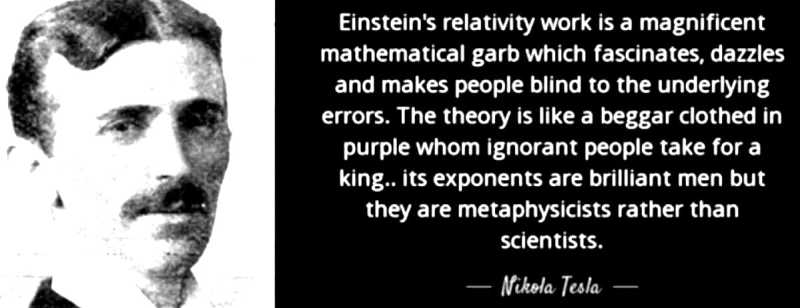 Einstein's relativity work is a magnificent
mathematical garb which fascinates, dazzles
and makes people blind to the underlying
errors. The theory is like a beggar clothed in
purple whom ignorant people take for a
king.. its exponents are brilliant men but
they are metaphysicists rather than
scientists.
— Nikola Tesla —